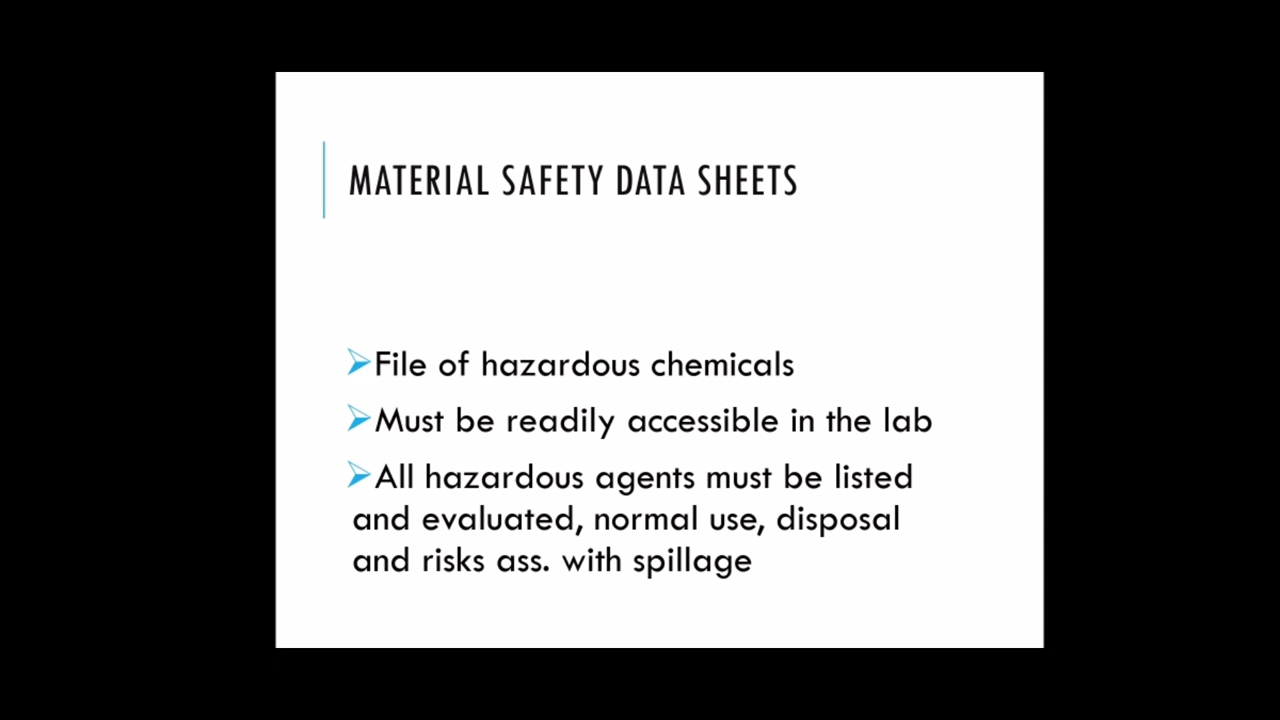 MATERIAL SAFETY DATA SHEETS
File of hazardous chemicals
Must be readily accessible in the lab
All hazardous agents must be listed
and evaluated, normal use, disposal
and risks ass. with spillage